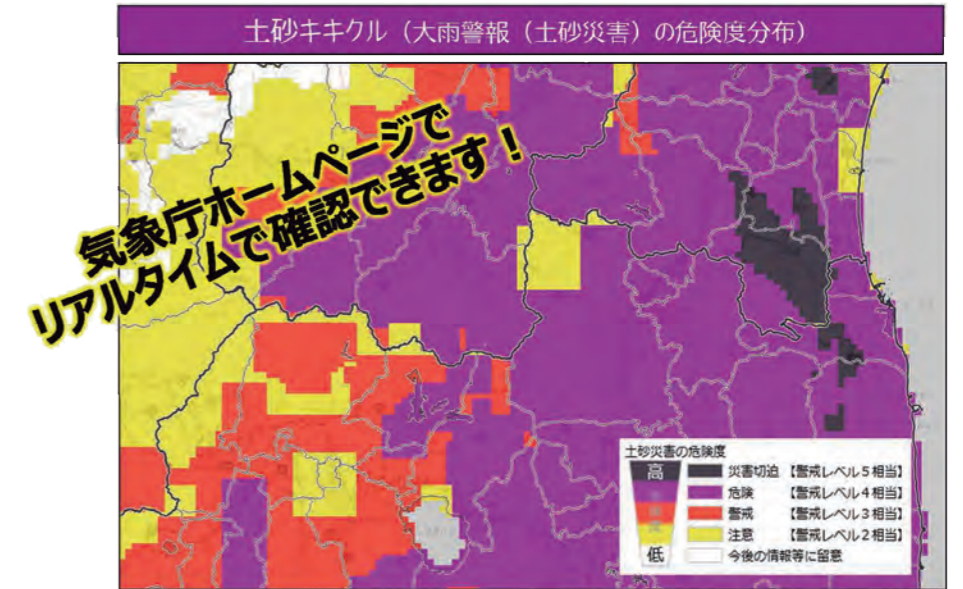 土砂キキクル（大雨警報（土砂災害）の危険度分布）
気象庁ホームページで
リアルタイムで確認できます！
土砂災害の危険度
高
災害切迫 【警戒レベル５相当】
危険 【警戒レベル４相当】
警戒 【警戒レベル３相当】
注意 【警戒レベル２相当】
低
今後の情報等に留意